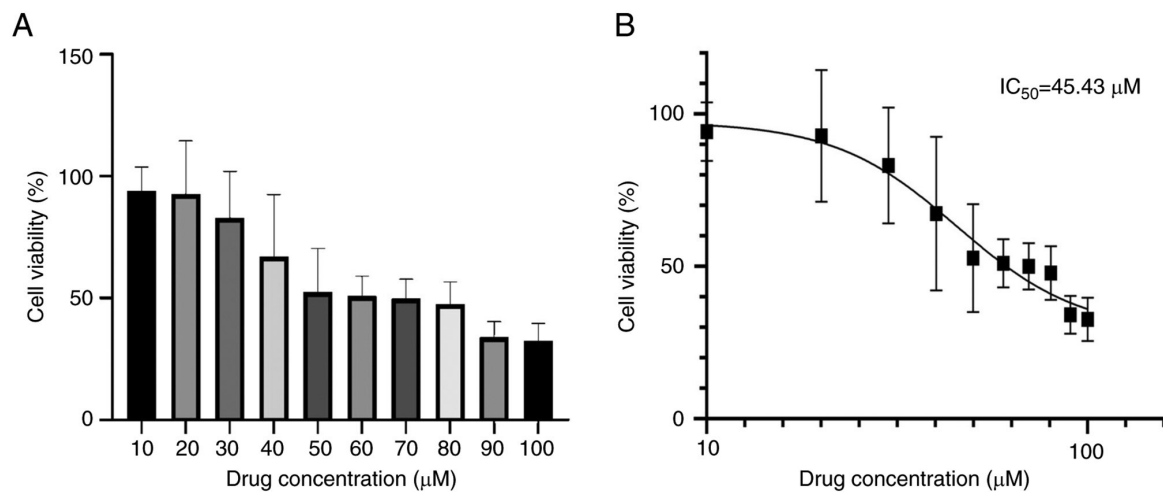 A
150
100
50
0
Cell viability (%)
10 20 30 40 50 60 70 80 90 100
Drug concentration (μM)
B
IC50=45.43 μM
100
50
0
Cell viability (%)
10 100
Drug concentration (μM)